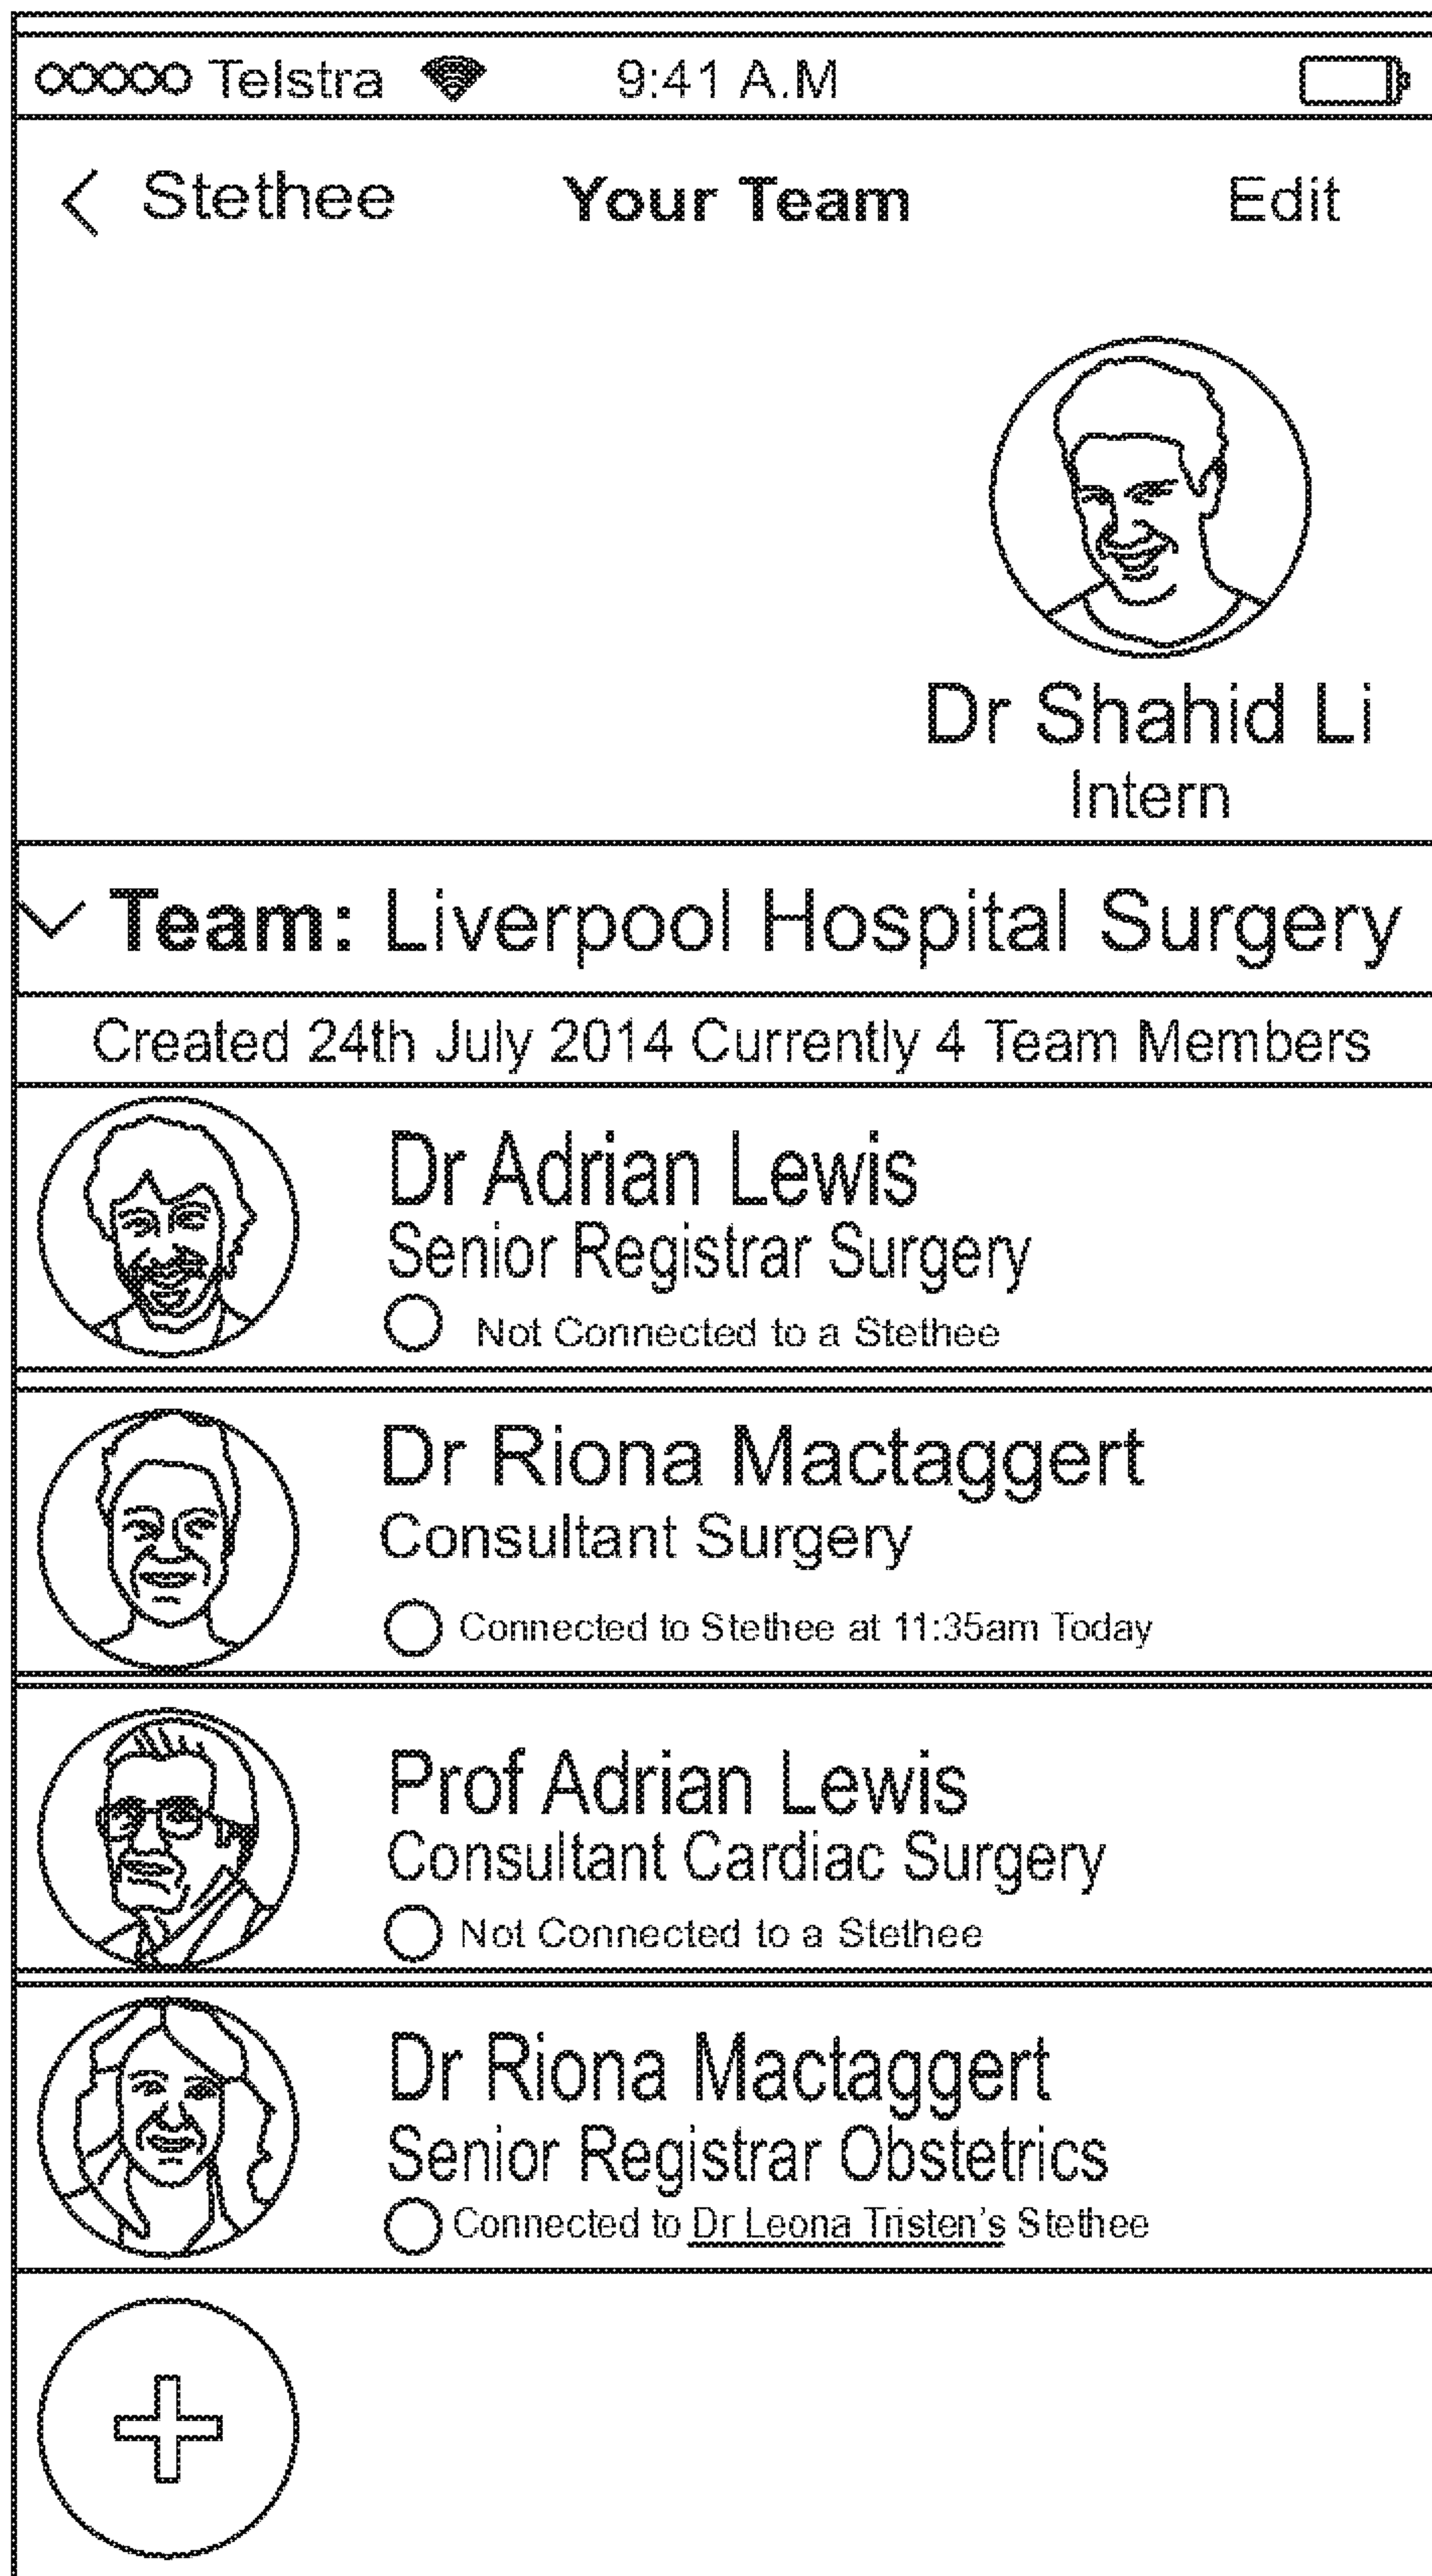 Telstra 9:41 A.M
Stethee Your Team Edit
Dr Shahid Li
Intern
Team: Liverpool Hospital Surgery
Created 24th July 2014 Currently 4 Team Members
Dr Adrian Lewis
Senior Registrar Surgery
Not Connected to a Stethee
Dr Riona Mactaggert
Consultant Surgery
Connected to Stethee at 11:35am Today
Prof Adrian Lewis
Consultant Cardiac Surgery
Not Connected to a Stethee
Dr Riona Mactaggert
Senior Registrar Obstetrics
Connected to Dr Leona Tristen's Stethee